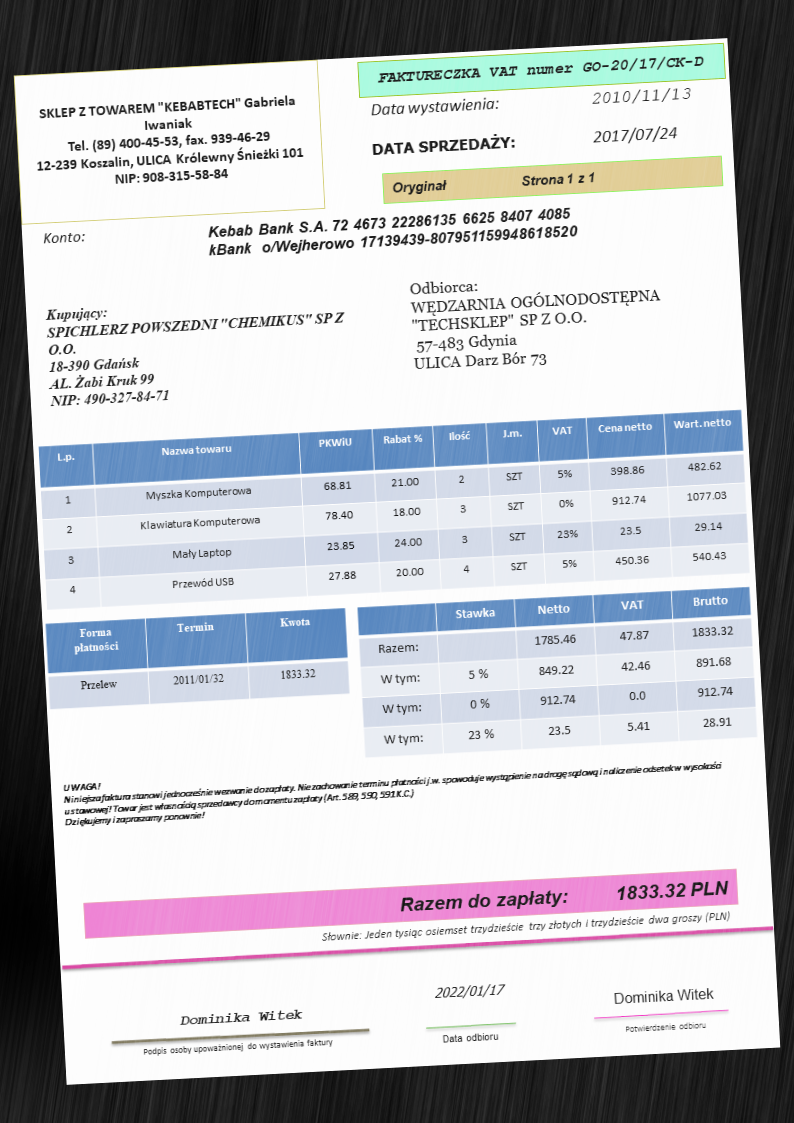 SKLEP Z TOWAREM "KEBABTECH" Gabriela
Iwaniak
Tel. (89) 400-45-53, fax. 939-46-29
12-239 Koszalin, ULICA Królewny Śnieżki 101
NIP: 908-315-58-84
FAKTURECZKA VAT numer GO-20/17/CK-D
Data wystawienia: 2010/11/13
DATA SPRZEDAŻY: 2017/07/24
Oryginał Strona 1 z 1
Konto: Kebab Bank S.A. 72 4673 22286135 6625 8407 4085
kBank o/Wejherowo 17139439-807951159948618520
Kupujący:
SPICHLERZ POWSZEDNI "CHEMIKUS" SP Z
O.O.
18-390 Gdańsk
AL. Żabi Kruk 99
NIP: 490-327-84-71
Odbiorca:
WĘDZARNIA OGÓLNODOSTĘPNA
"TECHSKLEP" SP Z O.O.
57-483 Gdynia
ULICA Darz Bór 73
L.p. Nazwa towaru PKWiU Rabat % Ilość J.m. VAT Cena netto Wart. netto
1 Myszka Komputerowa 68.81 21.00 2 SZT 5% 398.86 482.62
2 Klawiatura Komputerowa 78.40 18.00 3 SZT 0% 912.74 1077.03
3 Mały Laptop 23.85 24.00 3 SZT 23% 23.5 29.14
4 Przewód USB 27.88 20.00 4 SZT 5% 450.36 540.43
Forma
płatności Termin Kwota
Przelew 2011/01/32 1833.32
Stawka Netto VAT Brutto
Razem: 1785.46 47.87 1833.32
W tym: 5 % 849.22 42.46 891.68
W tym: 0 % 912.74 0.0 912.74
W tym: 23 % 23.5 5.41 28.91
UWAGA!
Niniejsza faktura stanowi jednocześnie wezwanie do zapłaty. Nie zachowanie terminu płatności j.w. spowoduje wystąpienie na drogę sądową i naliczenie odsetek w wysokości
ustawowej! Towar jest własnością sprzedawcy do momentu zapłaty (Art. 589, 590, 591 K.C.)
Dziękujemy i zapraszamy ponownie!
Razem do zapłaty: 1833.32 PLN
Słownie: Jeden tysiąc osiemset trzydzieście trzy złotych i trzydzieście dwa groszy (PLN)
Dominika Witek
Podpis osoby upoważnionej do wystawienia faktury
2022/01/17
Data odbioru
Dominika Witek
Potwierdzenie odbioru